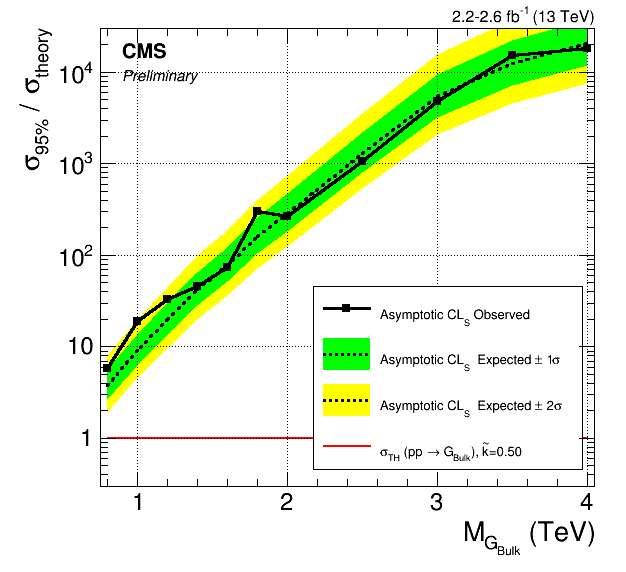 2.2-2.6 fb⁻¹ (13 TeV)
CMS
Preliminary
σ95% / σtheory
10⁴
10³
10²
10
1
Asymptotic CLS Observed
Asymptotic CLS Expected ± 1σ
Asymptotic CLS Expected ± 2σ
σTH (pp → GBulk), k̃=0.50
1 2 3 4
MGBulk (TeV)